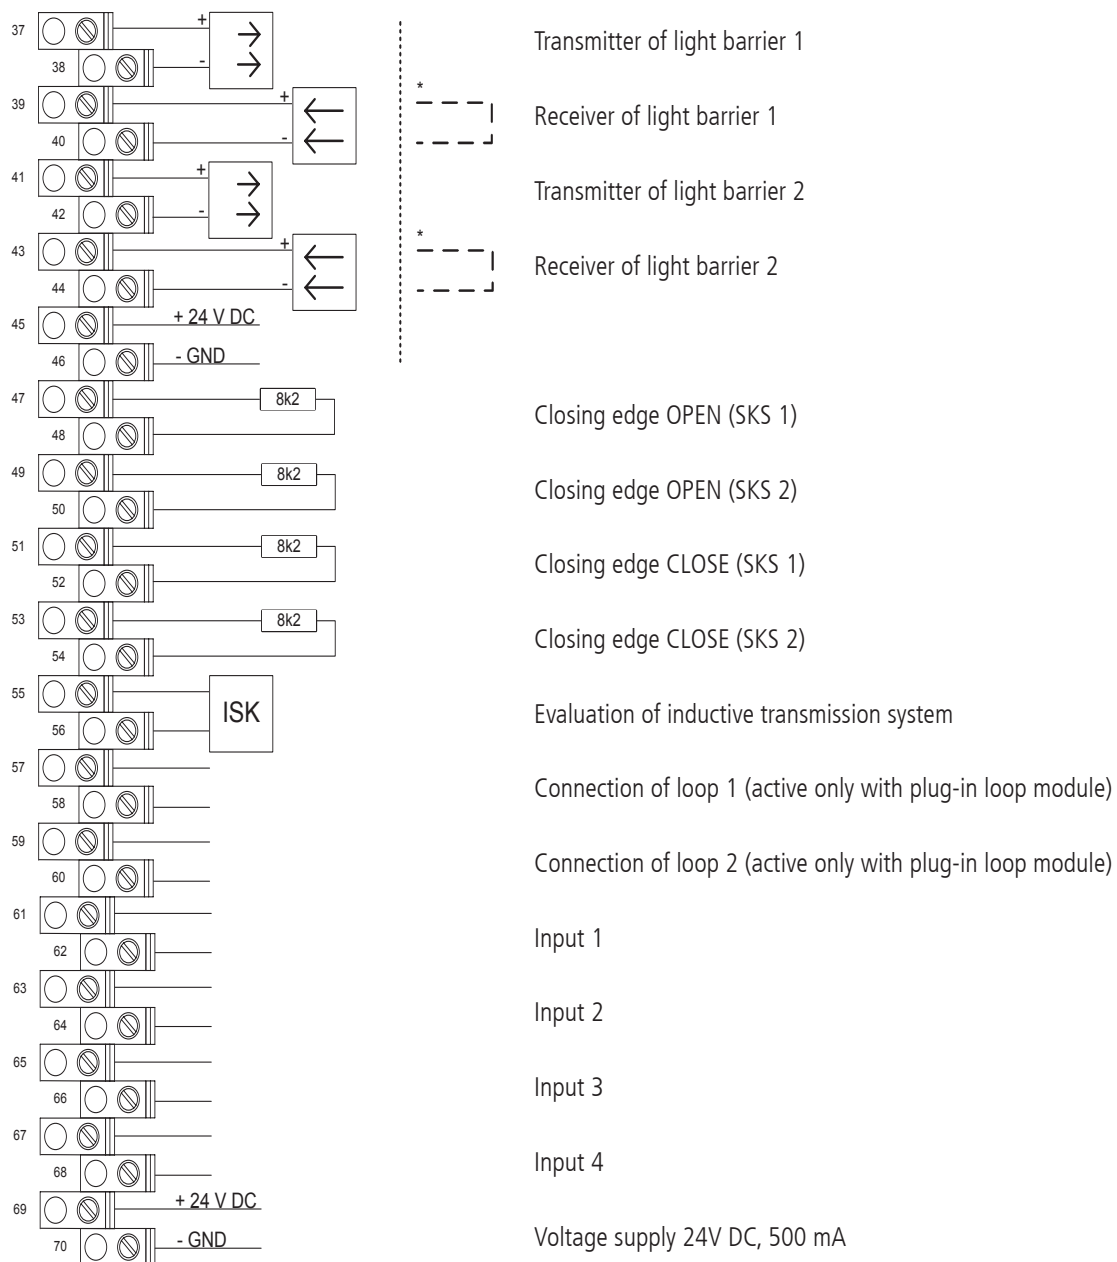 37 + Transmitter of light barrier 1
38 -
39 + * Receiver of light barrier 1
40 -
41 + Transmitter of light barrier 2
42 -
43 + * Receiver of light barrier 2
44 -
45 + 24 V DC
46 - GND
47 8k2 Closing edge OPEN (SKS 1)
48
49 8k2 Closing edge OPEN (SKS 2)
50
51 8k2 Closing edge CLOSE (SKS 1)
52
53 8k2 Closing edge CLOSE (SKS 2)
54
55 ISK Evaluation of inductive transmission system
56
57 Connection of loop 1 (active only with plug-in loop module)
58
59 Connection of loop 2 (active only with plug-in loop module)
60
61 Input 1
62
63 Input 2
64
65 Input 3
66
67 Input 4
68
69 + 24 V DC
70 - GND Voltage supply 24V DC, 500 mA